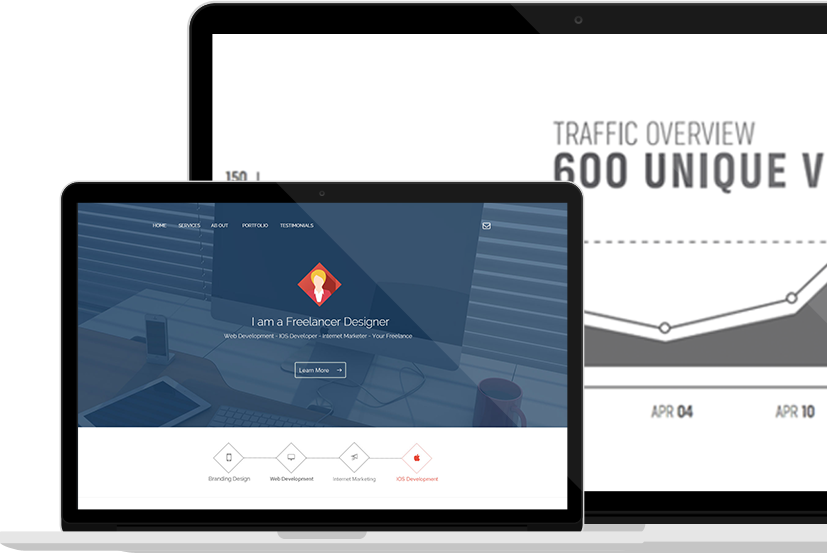 TRAFFIC OVERVIEW
600 UNIQUE V
150
APR 04
APR 10
HOME SERVICES ABOUT PORTFOLIO TESTIMONIALS
I am a Freelancer Designer
Web Development - IOS Developer - Internet Marketer - Your Freelance
Learn More →
Branding Design Web Development Internet Marketing IOS Development